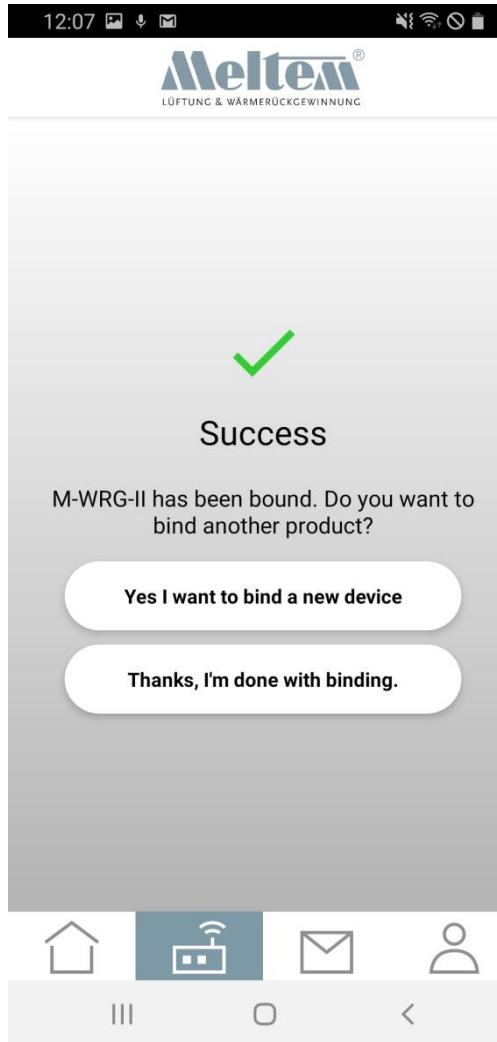 12:07
Meltem®
LÜFTUNG & WÄRMERÜCKGEWINNUNG
Success
M-WRG-II has been bound. Do you want to
bind another product?
Yes I want to bind a new device
Thanks, I'm done with binding.